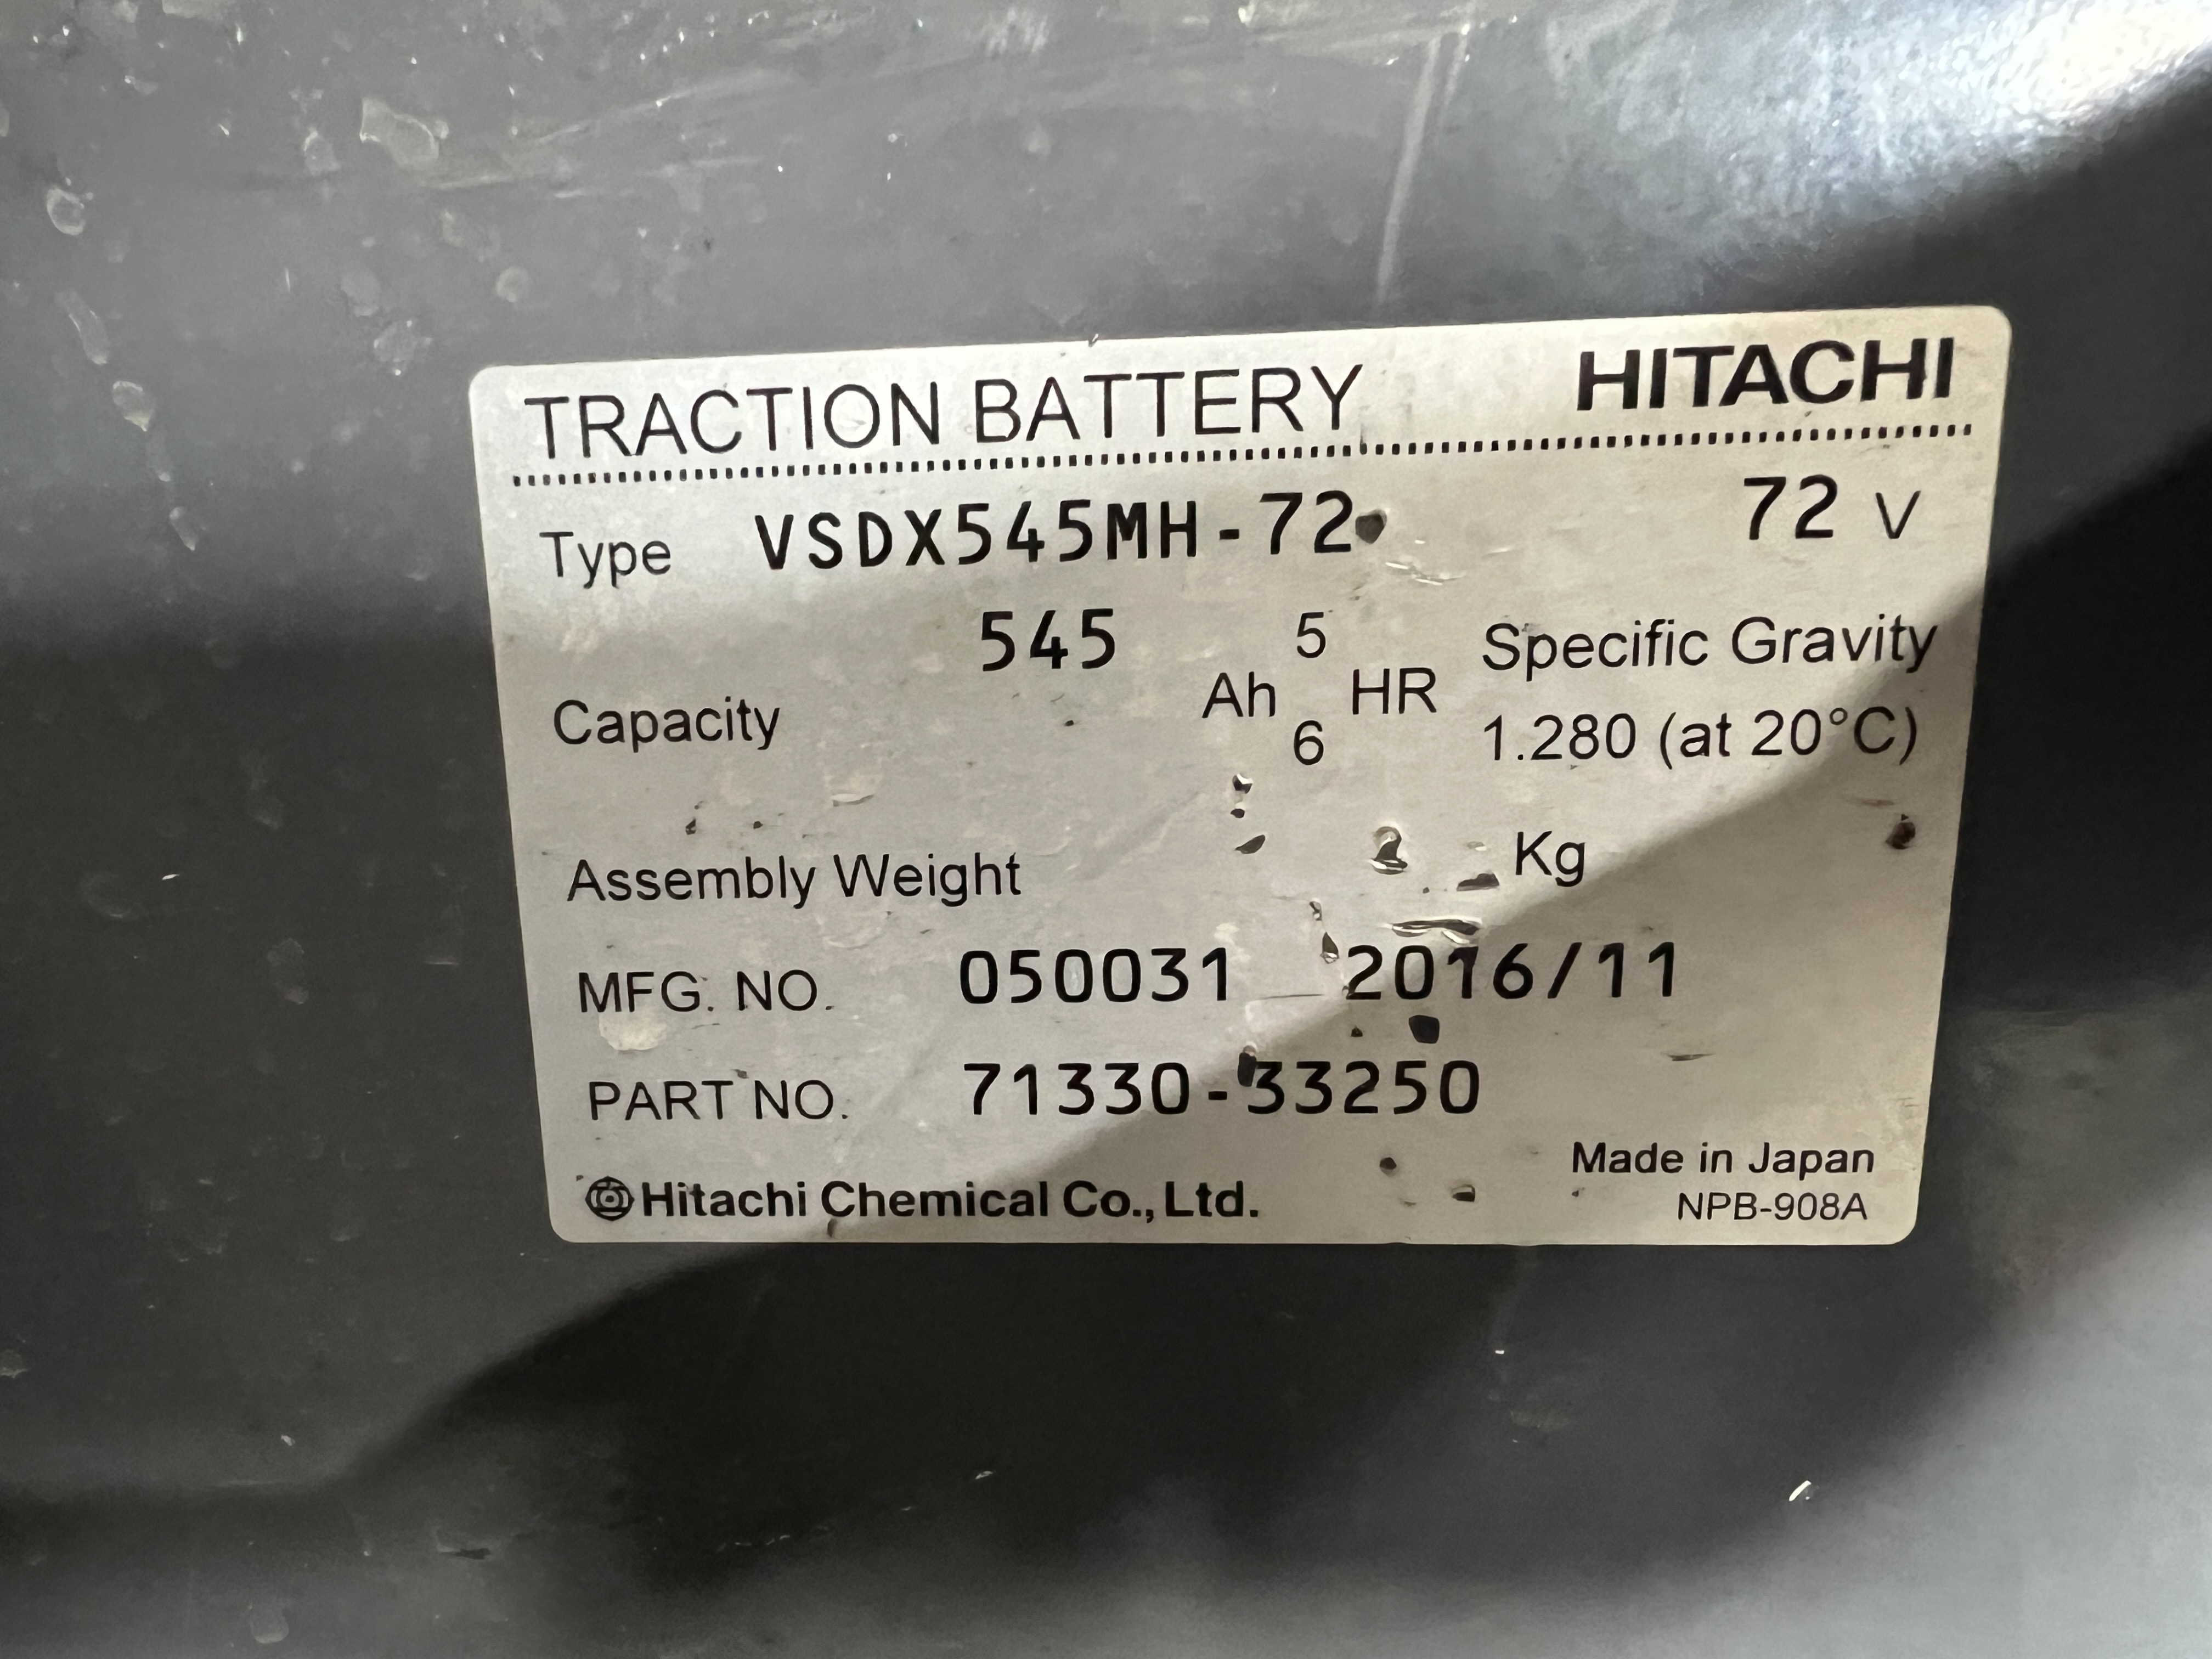 TRACTION BATTERY HITACHI
Type VSDX545MH-72 72 V
545 5 Specific Gravity
Capacity Ah HR
6 1.280 (at 20°C)
Assembly Weight Kg
MFG. NO. 050031 2016/11
PART NO. 71330-33250
Made in Japan
Hitachi Chemical Co., Ltd. NPB-908A